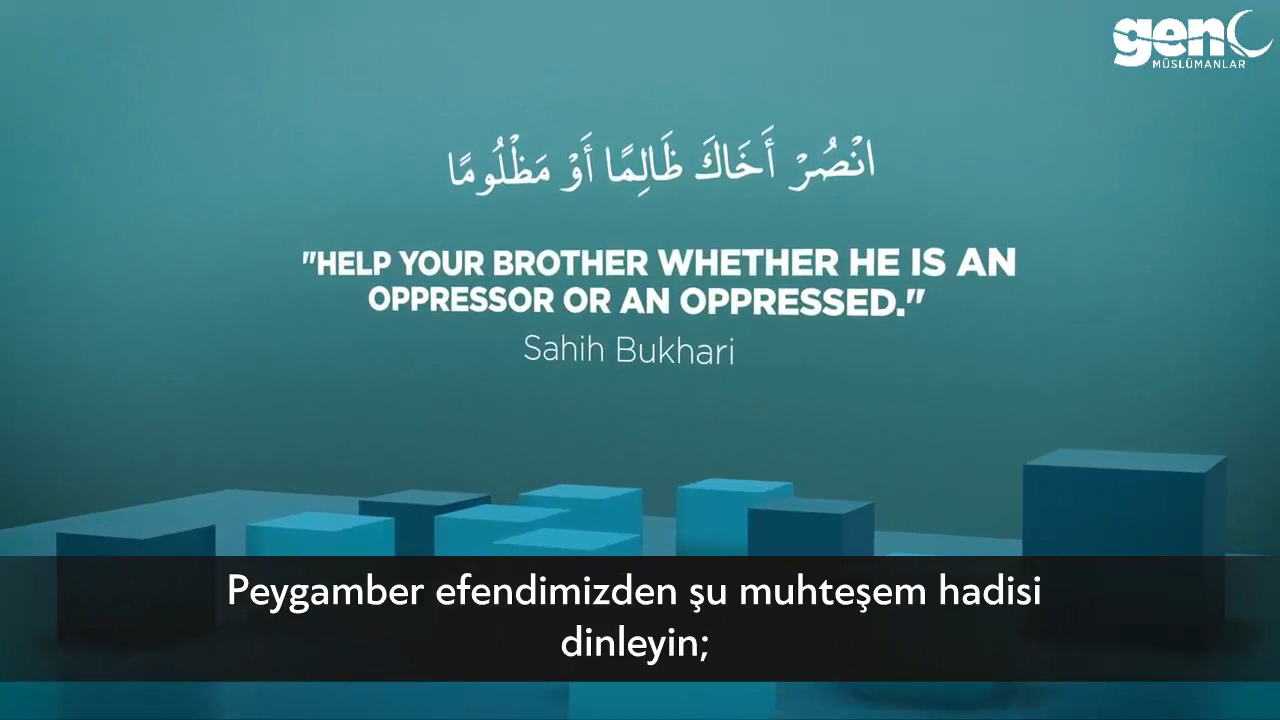 genC
MÜSLÜMANLAR
انْصُرْ أَخَاكَ ظَالِمًا أَوْ مَظْلُومًا
"HELP YOUR BROTHER WHETHER HE IS AN
OPPRESSOR OR AN OPPRESSED."
Sahih Bukhari
Peygamber efendimizden şu muhteşem hadisi
dinleyin;